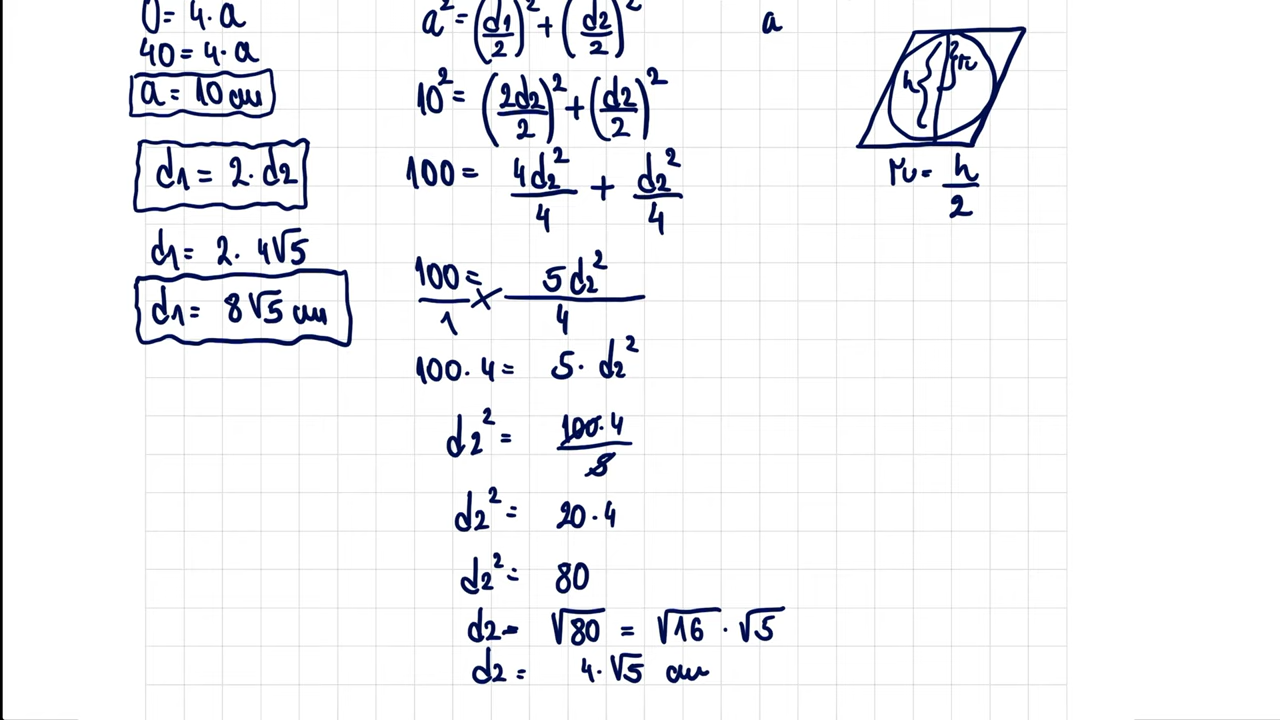 O = 4 · a
40 = 4 · a
a = 10 cm
d1 = 2 · d2
d1 = 2 · 4√5
d1 = 8√5 cm
a² = (d1/2)² + (d2/2)²
10² = (2d2/2)² + (d2/2)²
100 = 4d2²/4 + d2²/4
100/1 = 5d2²/4
100 · 4 = 5 · d2²
d2² = 100·4/5
d2² = 20 · 4
d2² = 80
d2 = √80 = √16 · √5
d2 = 4 · √5 cm
a
h
ru
ru = h/2